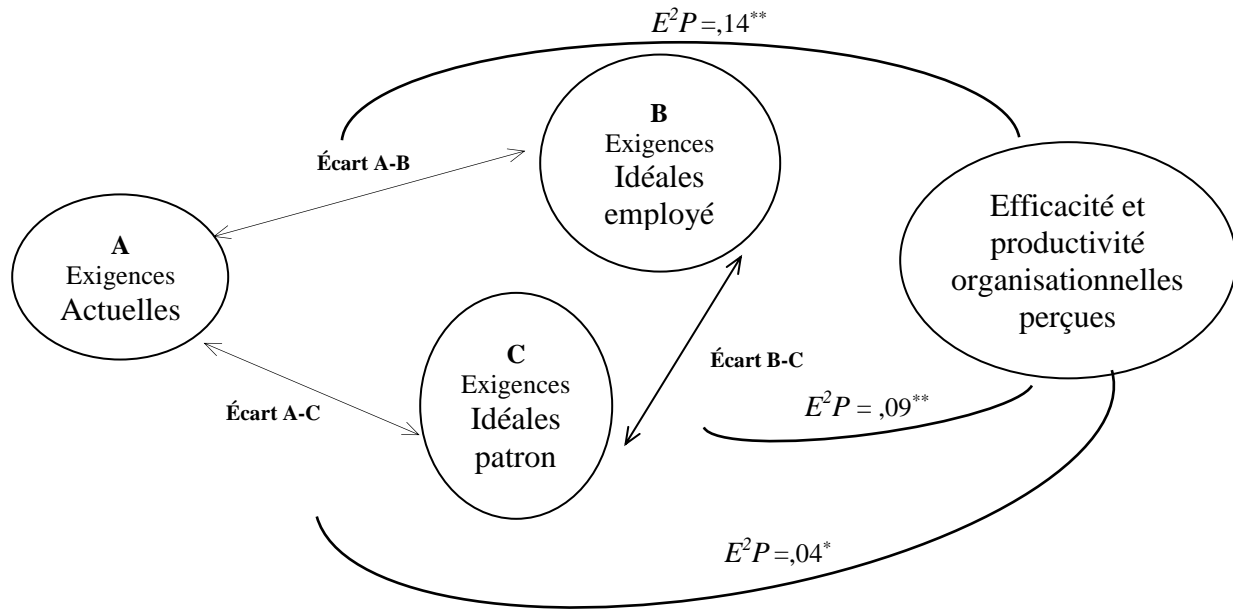 E²P =,14**
B
Exigences
Idéales
employé
Écart A-B
A
Exigences
Actuelles
Efficacité et
productivité
organisationnelles
perçues
C
Exigences
Idéales
patron
Écart B-C
Écart A-C
E²P = ,09**
E²P =,04*